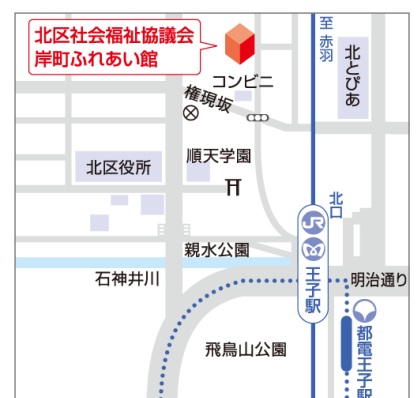 北区社会福祉協議会
岸町ふれあい館
至 赤羽
北とぴあ
コンビニ
権現坂
北区役所
順天学園
北口
JR
親水公園
石神井川
王子駅
明治通り
飛鳥山公園
都電王子駅